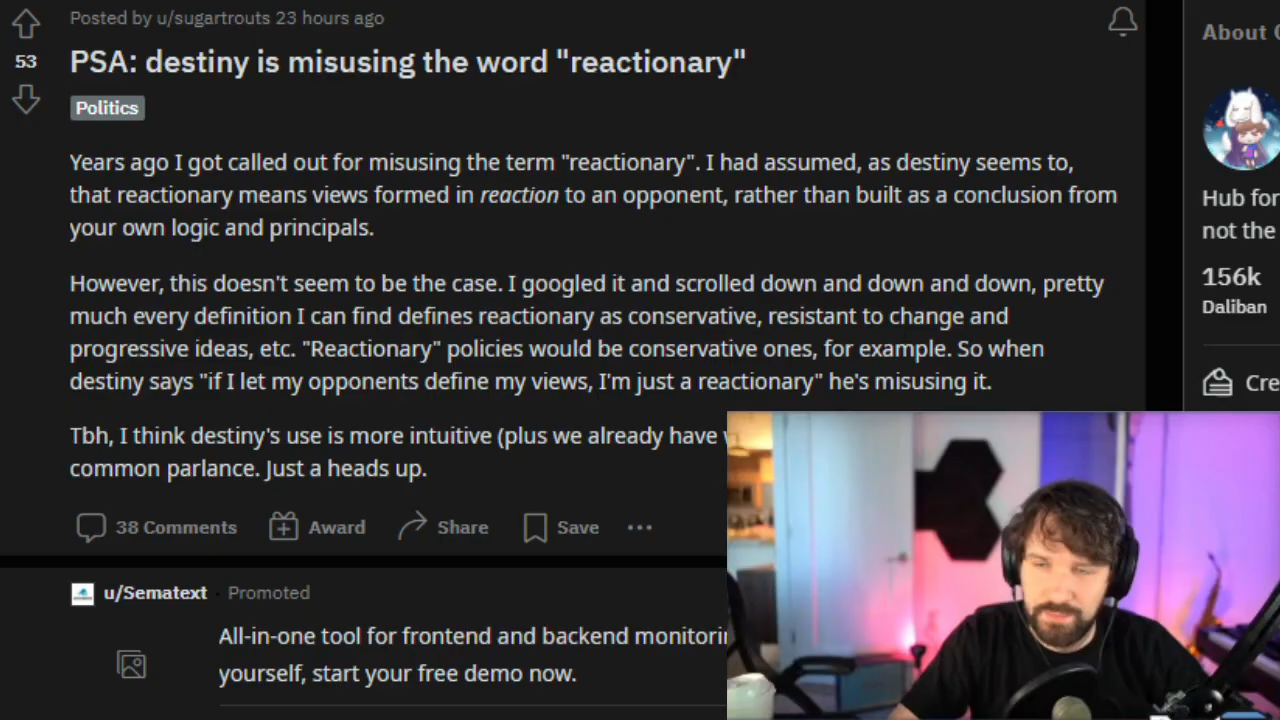 Posted by u/sugartrouts 23 hours ago
53
PSA: destiny is misusing the word "reactionary"
Politics
Years ago I got called out for misusing the term "reactionary". I had assumed, as destiny seems to,
that reactionary means views formed in reaction to an opponent, rather than built as a conclusion from
your own logic and principals.
However, this doesn't seem to be the case. I googled it and scrolled down and down and down, pretty
much every definition I can find defines reactionary as conservative, resistant to change and
progressive ideas, etc. "Reactionary" policies would be conservative ones, for example. So when
destiny says "if I let my opponents define my views, I'm just a reactionary" he's misusing it.
Tbh, I think destiny's use is more intuitive (plus we already have
common parlance. Just a heads up.
38 Comments Award Share Save
u/Sematext · Promoted
All-in-one tool for frontend and backend
yourself, start your free demo now.
About
Hub for
not the
156k
Daliban